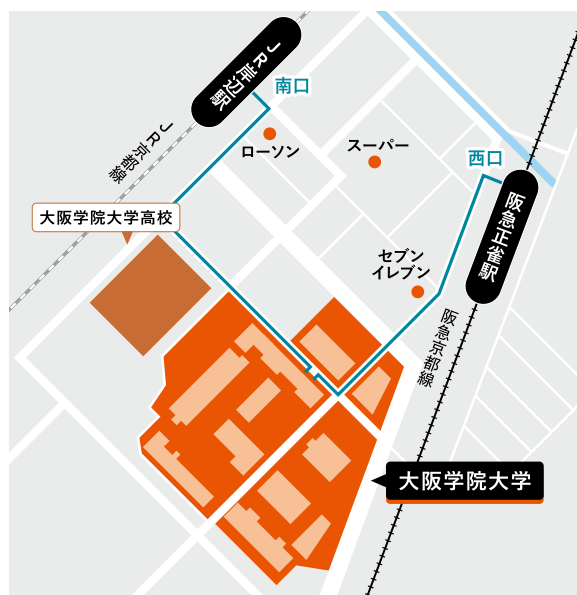 JR岸辺駅
南口
JR京都線
ローソン
スーパー
西口
阪急正雀駅
大阪学院大学高校
セブン
イレブン
阪急京都線
大阪学院大学